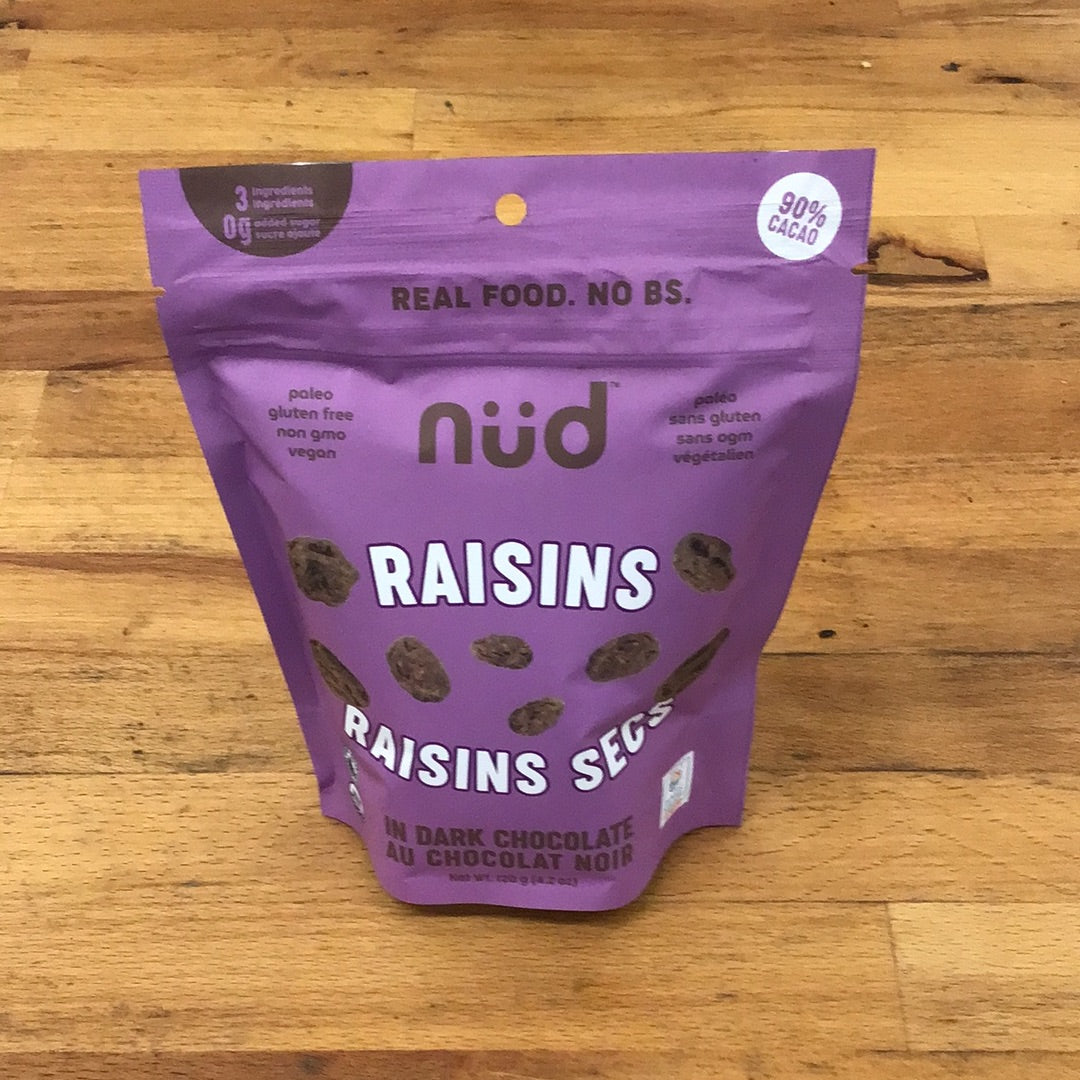 3 ingredients
ingrédients
0g added sugar
sucre ajouté
90%
CACAO
REAL FOOD. NO BS.
paleo
gluten free
non gmo
vegan
nüd™
paléo
sans gluten
sans ogm
végétalien
RAISINS
RAISINS SECS
IN DARK CHOCOLATE
AU CHOCOLAT NOIR
Net Wt. 120 g (4.2 oz)